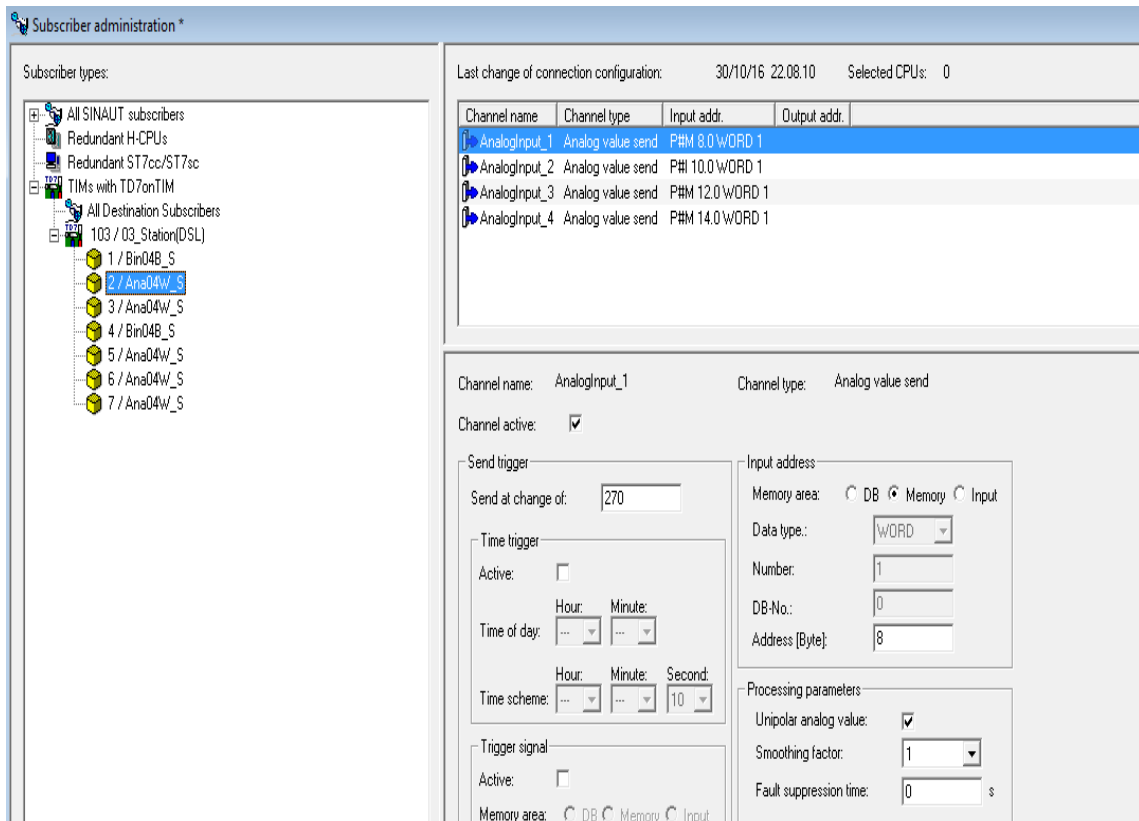 Subscriber administration *
Subscriber types:
All SINAUT subscribers
Redundant H-CPUs
Redundant ST7cc/ST7sc
TIMs with TD7onTIM
All Destination Subscribers
103 / 03_Station(DSL)
1 / Bin04B_S
2 / Ana04W_S
3 / Ana04W_S
4 / Bin04B_S
5 / Ana04W_S
6 / Ana04W_S
7 / Ana04W_S
Last change of connection configuration: 30/10/16 22.08.10 Selected CPUs: 0
Channel name Channel type Input addr. Output addr.
AnalogInput_1 Analog value send P#M 8.0 WORD 1
AnalogInput_2 Analog value send P#I 10.0 WORD 1
AnalogInput_3 Analog value send P#M 12.0 WORD 1
AnalogInput_4 Analog value send P#M 14.0 WORD 1
Channel name: AnalogInput_1 Channel type: Analog value send
Channel active:
Send trigger
Send at change of: 270
Time trigger
Active:
Hour: Minute:
Time of day: --- ---
Hour: Minute: Second:
Time scheme: --- --- 10
Trigger signal
Active:
Memory area: DB Memory Input
Input address
Memory area: DB Memory Input
Data type.: WORD
Number: 1
DB-No.: 0
Address [Byte]: 8
Processing parameters
Unipolar analog value:
Smoothing factor: 1
Fault suppression time: 0 s